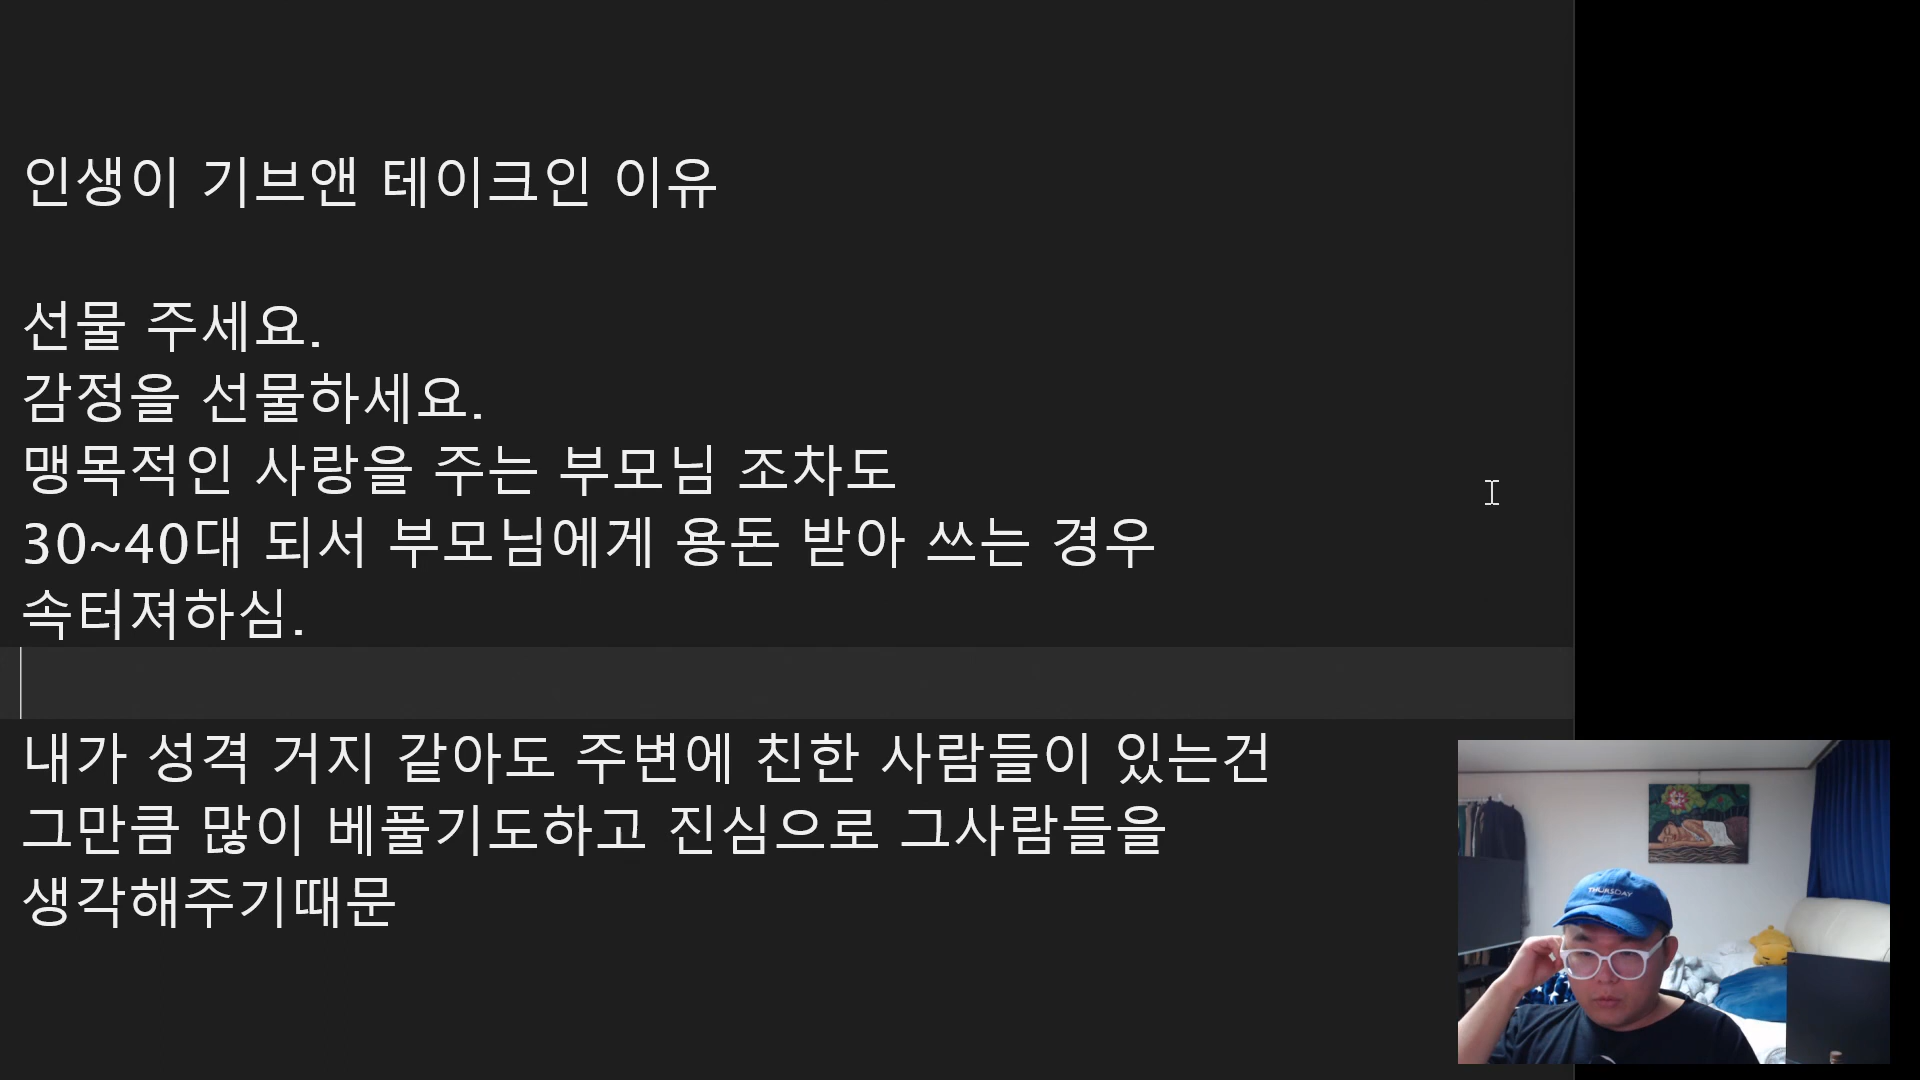 인생이 기브앤 테이크인 이유
선물 주세요.
감정을 선물하세요.
맹목적인 사랑을 주는 부모님 조차도
30~40대 되서 부모님에게 용돈 받아 쓰는 경우
속터져하심.
내가 성격 거지 같아도 주변에 친한 사람들이 있는건
그만큼 많이 베풀기도하고 진심으로 그사람들을
생각해주기때문
THURSDAY